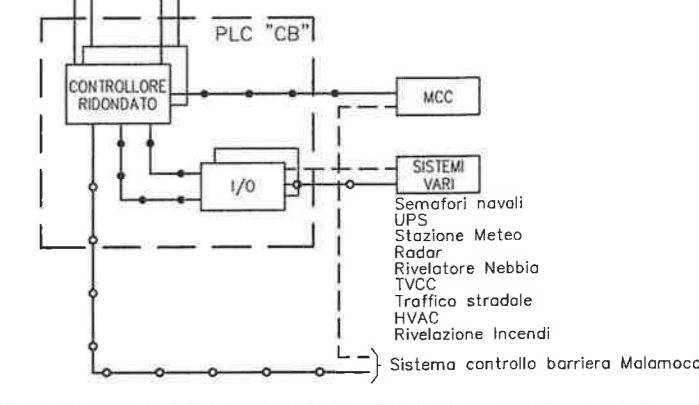 PLC "CB"
CONTROLLORE
RIDONDATO
MCC
I/O
SISTEMI
VARI
Semafori navali
UPS
Stazione Meteo
Radar
Rivelatore Nebbia
TVCC
Traffico stradale
HVAC
Rivelazione Incendi
Sistema controllo barriera Malamoco